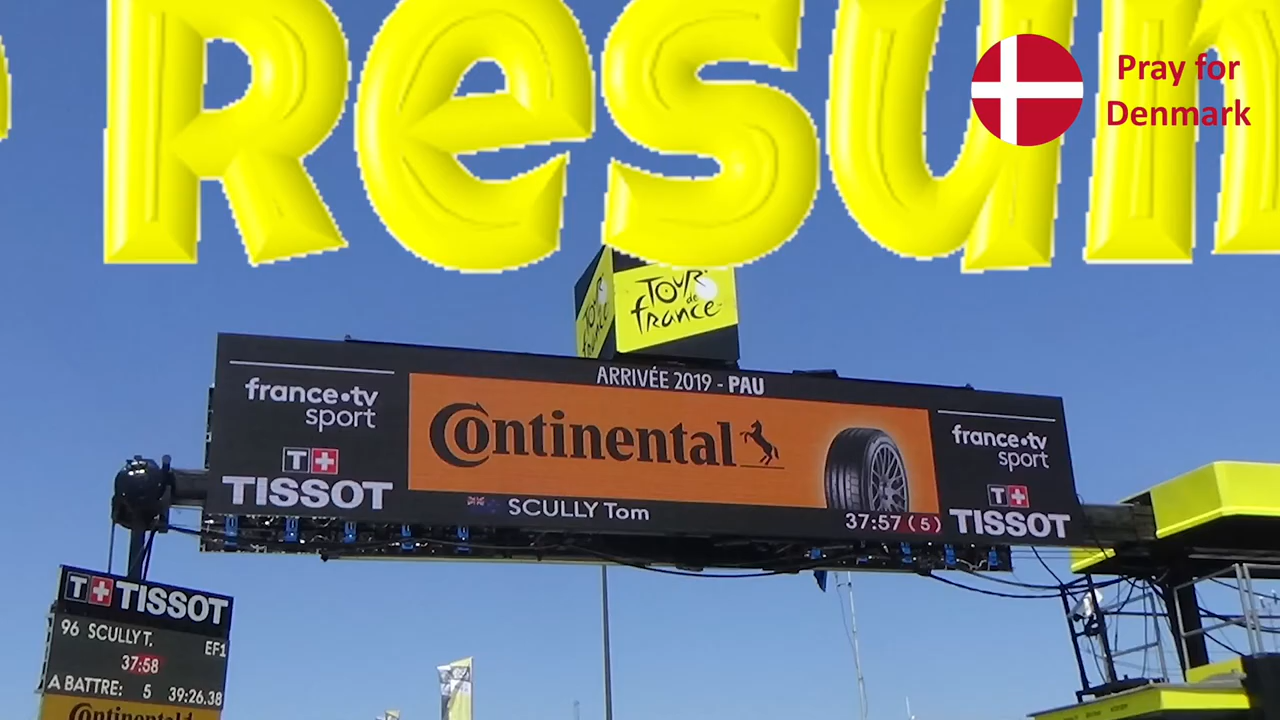 Resum
Pray for
Denmark
TOUR
de
france
ARRIVÉE 2019 - PAU
france•tv
sport
T+
TISSOT
Continental
SCULLY Tom
37:57 (5)
france•tv
sport
T+
TISSOT
T+ TISSOT
96 SCULLY T. EF1
37:58
A BATTRE: 5 39:26.38
Continental